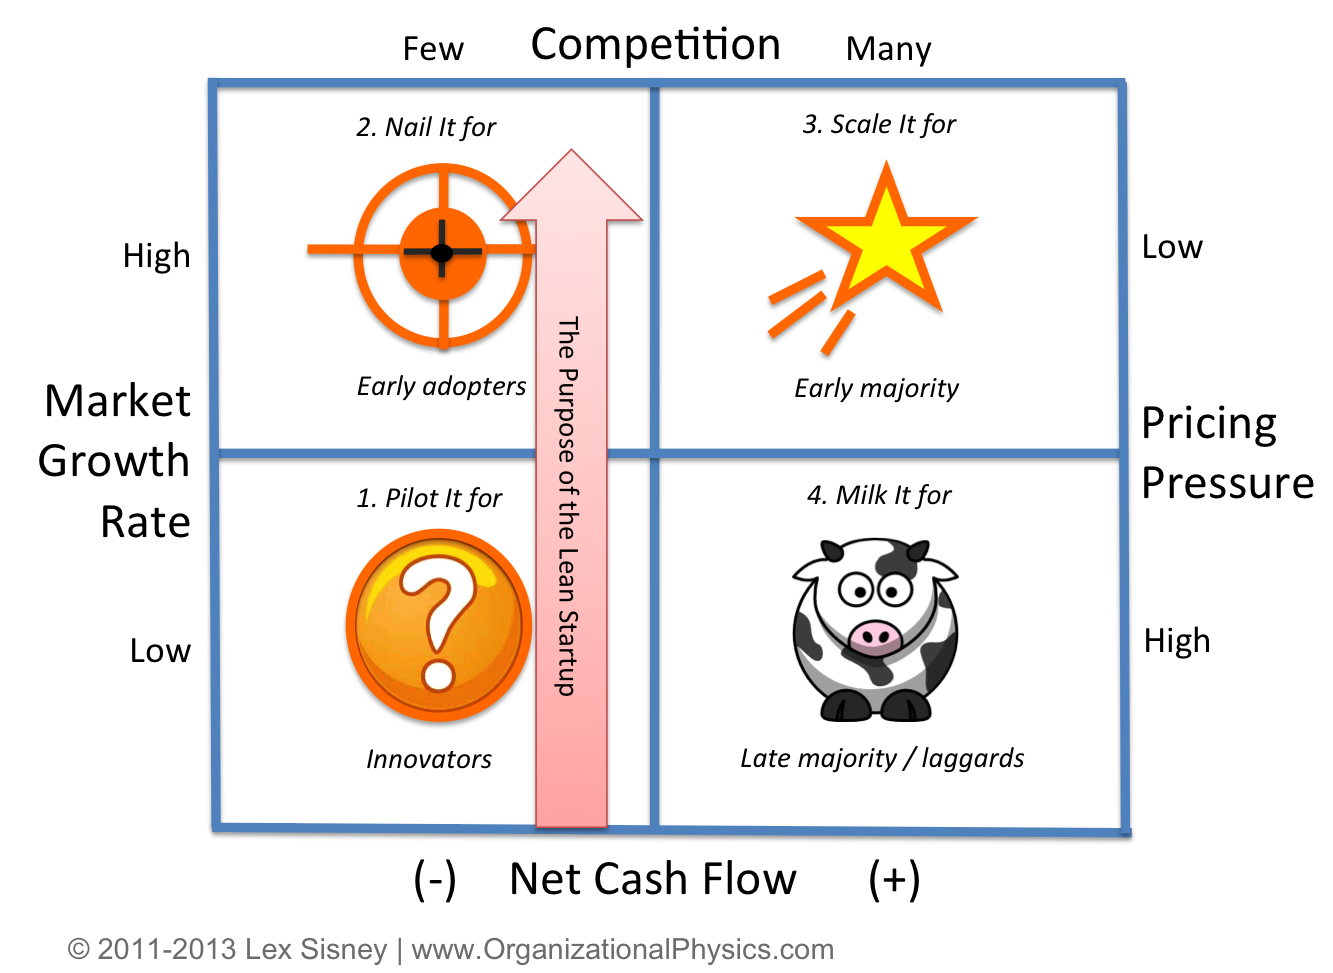 Few Competition Many
2. Nail It for
3. Scale It for
High
Low
Early adopters
Early majority
Market
Growth
Rate
Pricing
Pressure
The Purpose of the Lean Startup
1. Pilot It for
4. Milk It for
?
Low
High
Innovators
Late majority / laggards
(-) Net Cash Flow (+)
© 2011-2013 Lex Sisney | www.OrganizationalPhysics.com